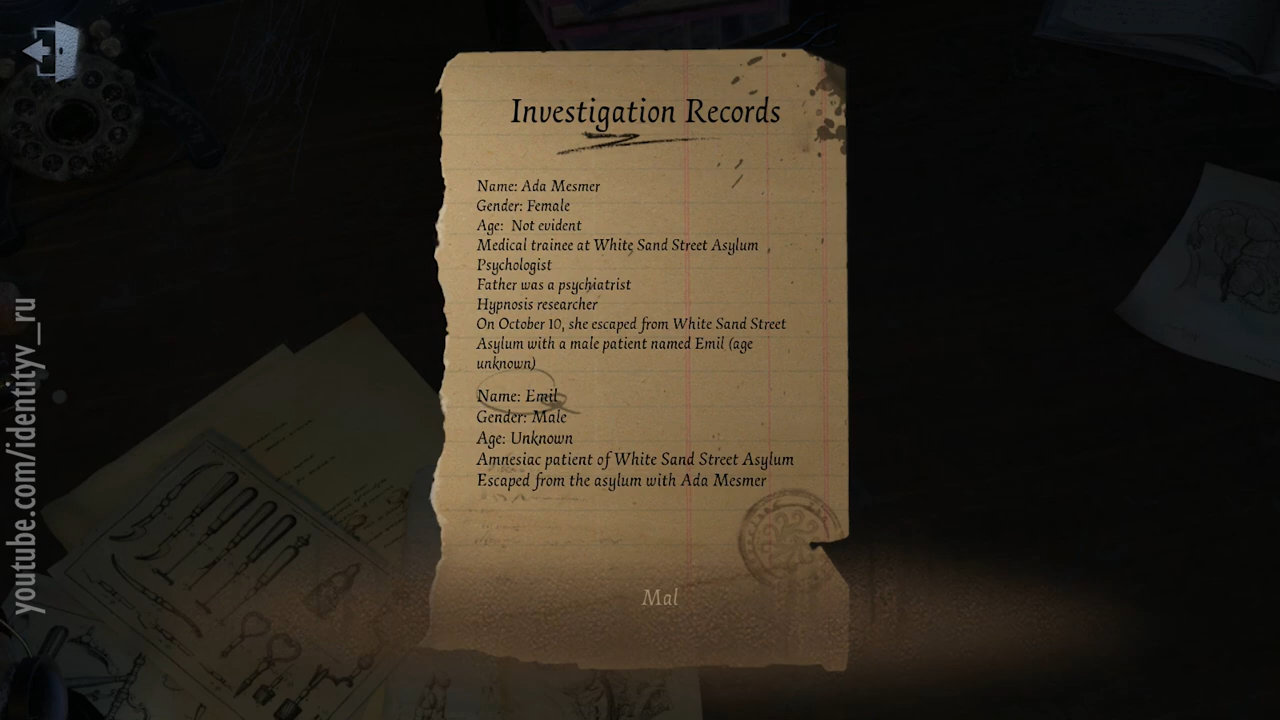 Investigation Records
Name: Ada Mesmer
Gender: Female
Age: Not evident
Medical trainee at White Sand Street Asylum
Psychologist
Father was a psychiatrist
Hypnosis researcher
On October 10, she escaped from White Sand Street
Asylum with a male patient named Emil (age
unknown)
Name: Emil
Gender: Male
Age: Unknown
Amnesiac patient of White Sand Street Asylum
Escaped from the asylum with Ada Mesmer
Mal
youtube.com/identityv_ru